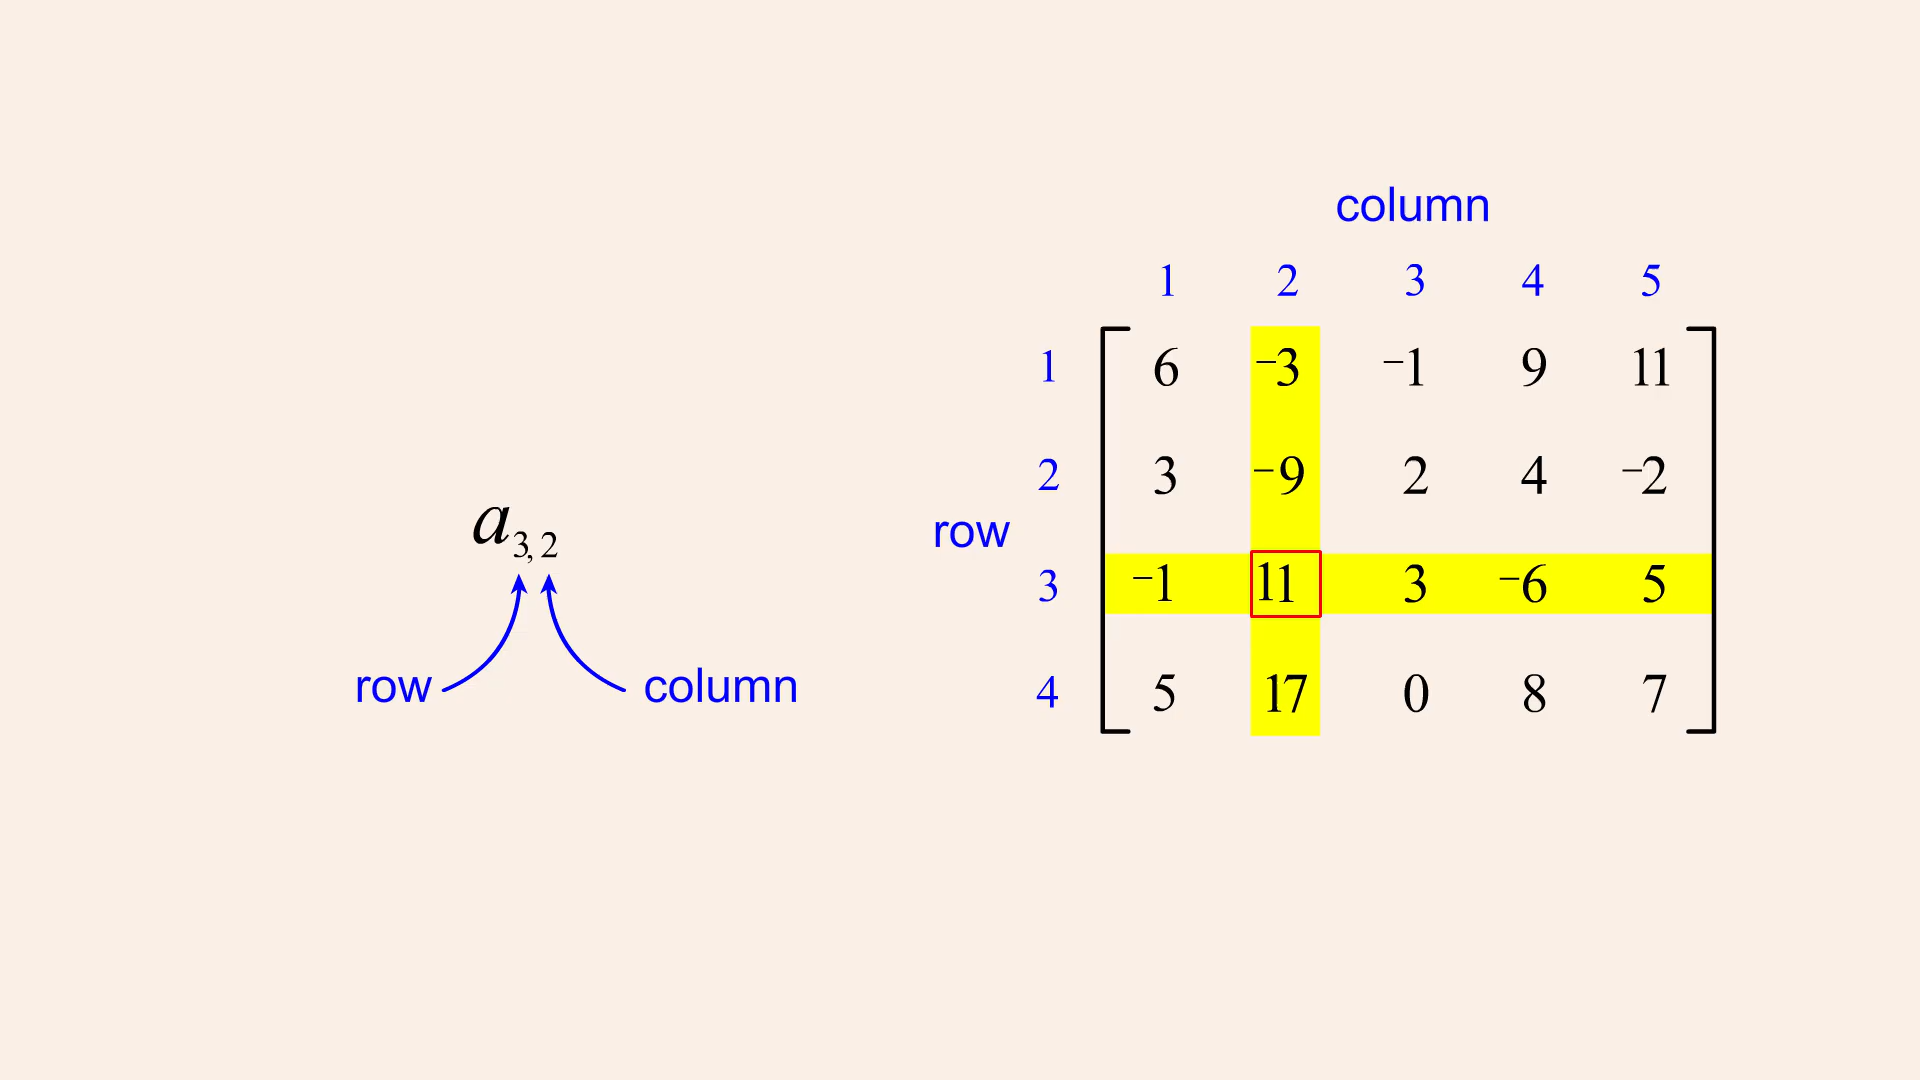 column
1 2 3 4 5
1 6 −3 −1 9 11
2 3 −9 2 4 −2
row
3 −1 11 3 −6 5
4 5 17 0 8 7
a3, 2
row column